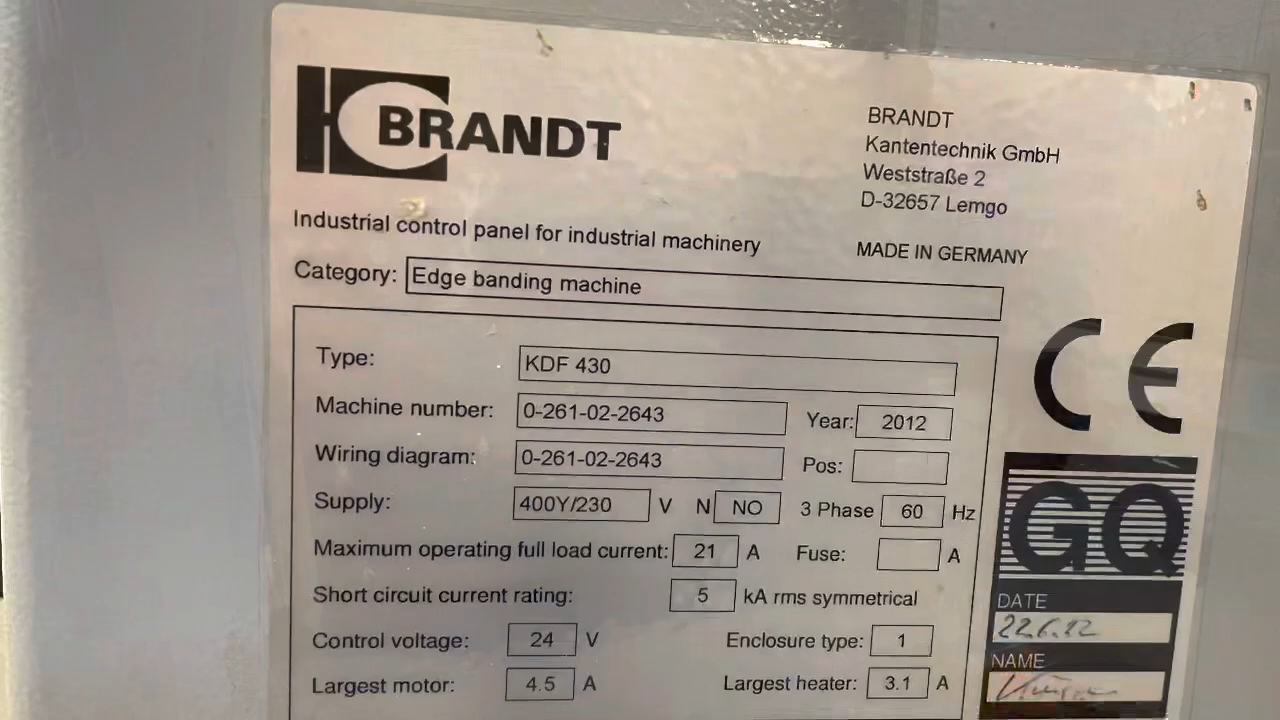 BRANDT
BRANDT
Kantentechnik GmbH
Weststraße 2
D-32657 Lemgo
MADE IN GERMANY
Industrial control panel for industrial machinery
Category: Edge banding machine
Type: KDF 430
Machine number: 0-261-02-2643 Year: 2012
Wiring diagram: 0-261-02-2643 Pos:
Supply: 400Y/230 V N NO 3 Phase 60 Hz
Maximum operating full load current: 21 A Fuse: A
Short circuit current rating: 5 kA rms symmetrical
Control voltage: 24 V Enclosure type: 1
Largest motor: 4.5 A Largest heater: 3.1 A
CE
GQ
DATE
22.6.12
NAME